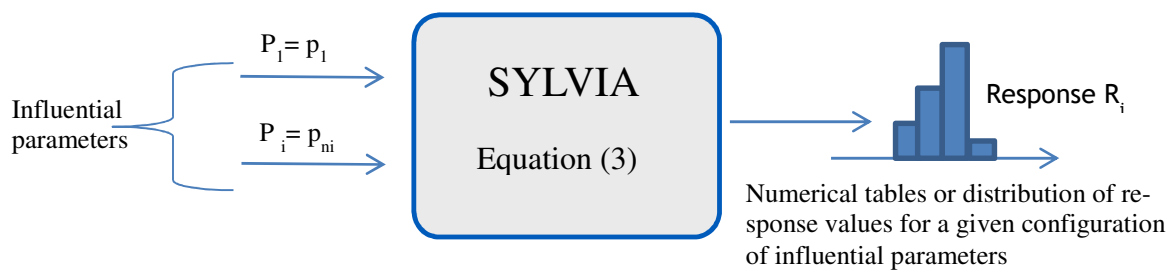 Influential
parameters
P₁= p₁
P ᵢ= pₙᵢ
SYLVIA
Equation (3)
Response Rᵢ
Numerical tables or distribution of re-
sponse values for a given configuration
of influential parameters